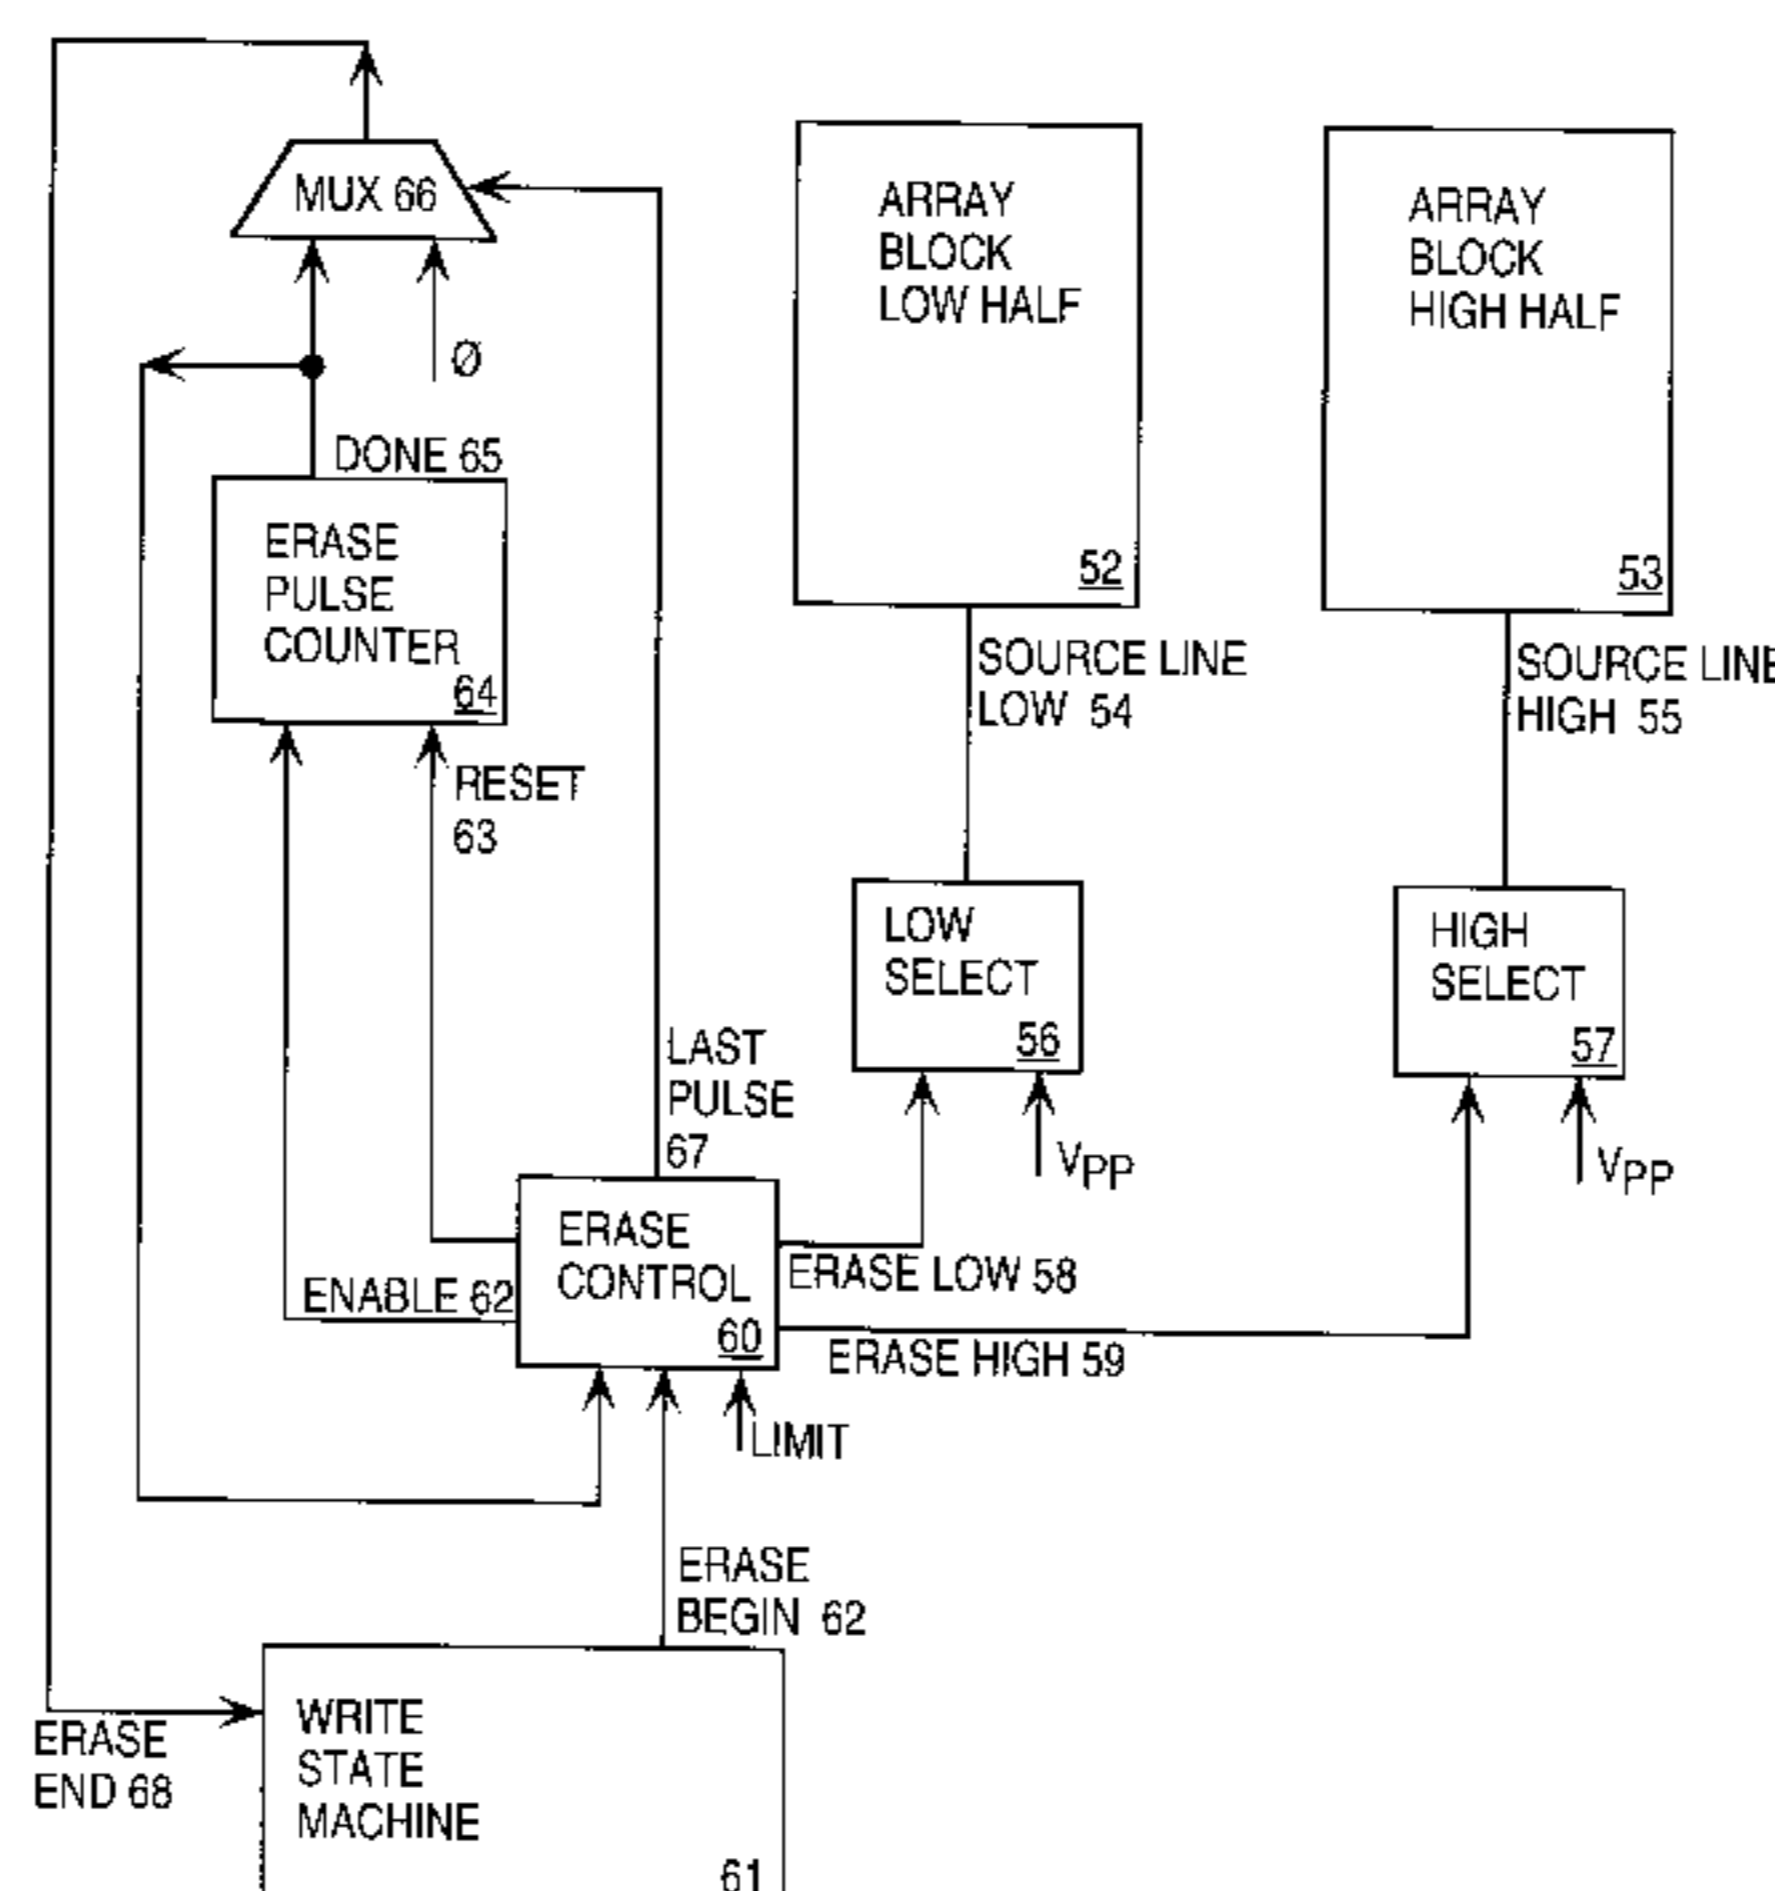 MUX 66
ARRAY
BLOCK
LOW HALF
52
ARRAY
BLOCK
HIGH HALF
53
Ø
DONE 65
ERASE
PULSE
COUNTER
64
RESET
63
SOURCE LINE
LOW 54
SOURCE LINE
HIGH 55
LOW
SELECT
56
HIGH
SELECT
57
LAST
PULSE
67
VPP
VPP
ERASE
CONTROL
60
ENABLE 62
ERASE LOW 58
ERASE HIGH 59
LIMIT
ERASE
BEGIN 62
ERASE
END 68
WRITE
STATE
MACHINE
61